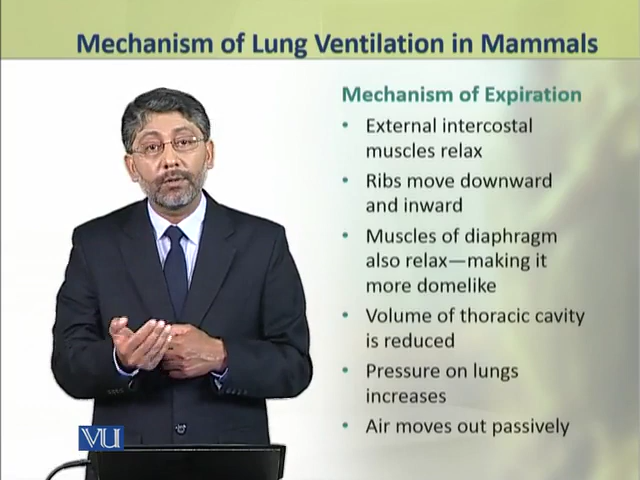 Mechanism of Lung Ventilation in Mammals
Mechanism of Expiration
• External intercostal
muscles relax
• Ribs move downward
and inward
• Muscles of diaphragm
also relax—making it
more domelike
• Volume of thoracic cavity
is reduced
• Pressure on lungs
increases
• Air moves out passively
VU